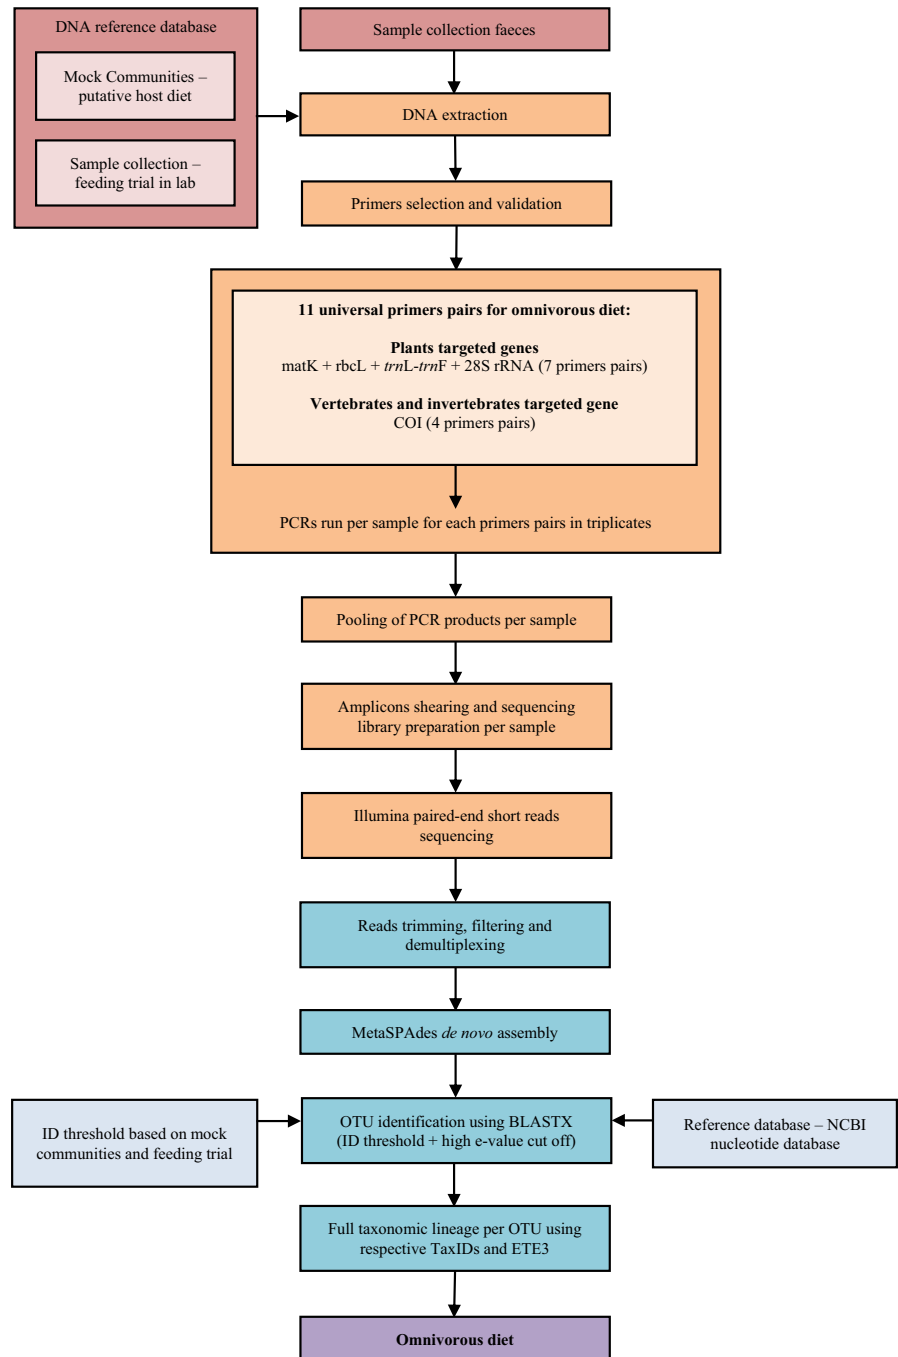 DNA reference database
Mock Communities –
putative host diet
Sample collection –
feeding trial in lab
Sample collection faeces
DNA extraction
Primers selection and validation
11 universal primers pairs for omnivorous diet:
Plants targeted genes
matK + rbcL + trnL-trnF + 28S rRNA (7 primers pairs)
Vertebrates and invertebrates targeted gene
COI (4 primers pairs)
PCRs run per sample for each primers pairs in triplicates
Pooling of PCR products per sample
Amplicons shearing and sequencing
library preparation per sample
Illumina paired-end short reads
sequencing
Reads trimming, filtering and
demultiplexing
MetaSPAdes de novo assembly
ID threshold based on mock
communities and feeding trial
OTU identification using BLASTX
(ID threshold + high e-value cut off)
Reference database – NCBI
nucleotide database
Full taxonomic lineage per OTU using
respective TaxIDs and ETE3
Omnivorous diet